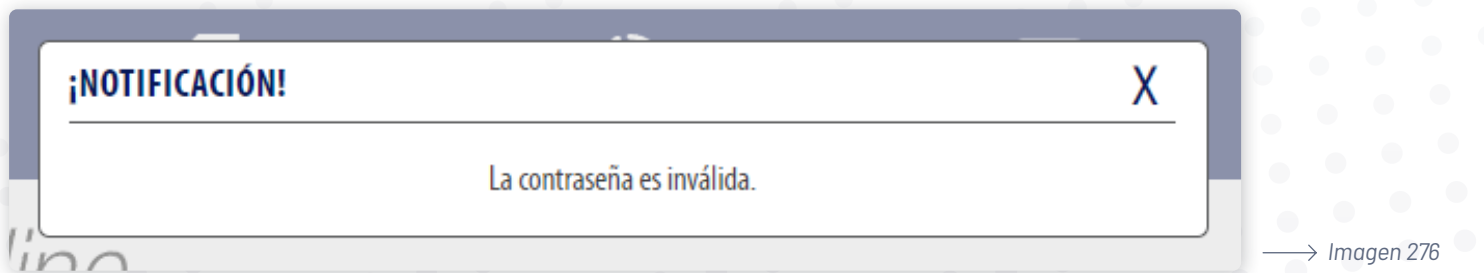 ¡NOTIFICACIÓN!
X
La contraseña es inválida.
Imagen 276